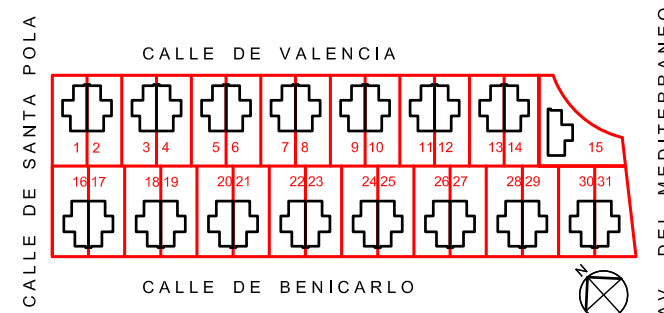 CALLE DE SANTA POLA
CALLE DE VALENCIA
1 2 3 4 5 6 7 8 9 10 11 12 13 14 15
16 17 18 19 20 21 22 23 24 25 26 27 28 29 30 31
CALLE DE BENICARLO
N
AV. DEL MEDITERRANEO